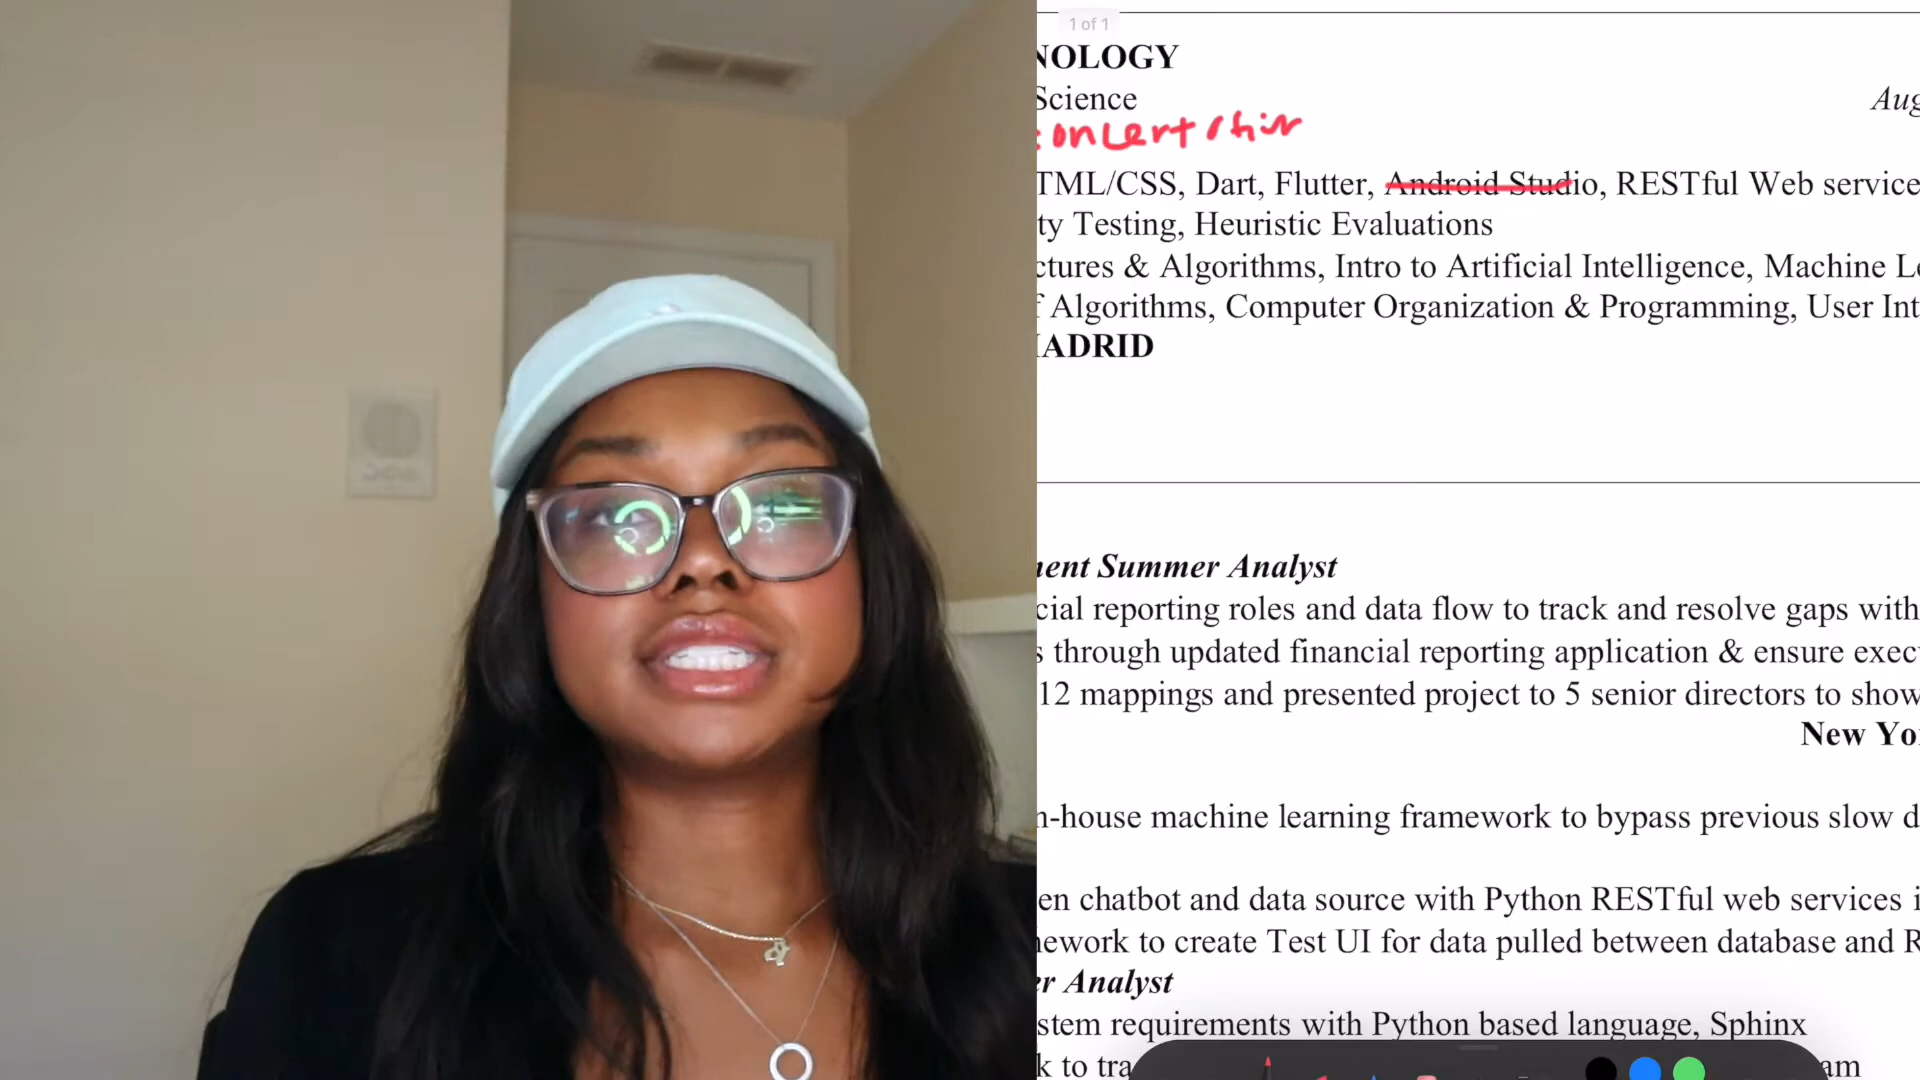 1 of 1
NOLOGY
Science
Aug
TML/CSS, Dart, Flutter, Android Studio, RESTful Web service
ty Testing, Heuristic Evaluations
ctures & Algorithms, Intro to Artificial Intelligence, Machine Le
f Algorithms, Computer Organization & Programming, User Int
MADRID
nent Summer Analyst
cial reporting roles and data flow to track and resolve gaps with
s through updated financial reporting application & ensure exec
12 mappings and presented project to 5 senior directors to show
New Yor
n-house machine learning framework to bypass previous slow d
en chatbot and data source with Python RESTful web services i
ework to create Test UI for data pulled between database and R
er Analyst
stem requirements with Python based language, Sphinx
k to tra
am